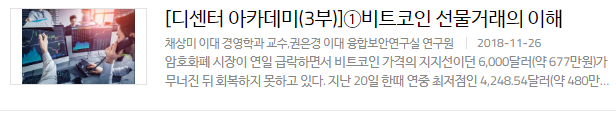 [디센터 아카데미(3부)]①비트코인 선물거래의 이해
채상미 이대 경영학과 교수.권은경 이대 융합보안연구실 연구원 | 2018-11-26
암호화폐 시장이 연일 급락하면서 비트코인 가격의 지지선이던 6,000달러(약 677만원)가
무너진 뒤 회복하지 못하고 있다. 지난 20일 한때 연중 최저점인 4,248.54달러(약 480만...